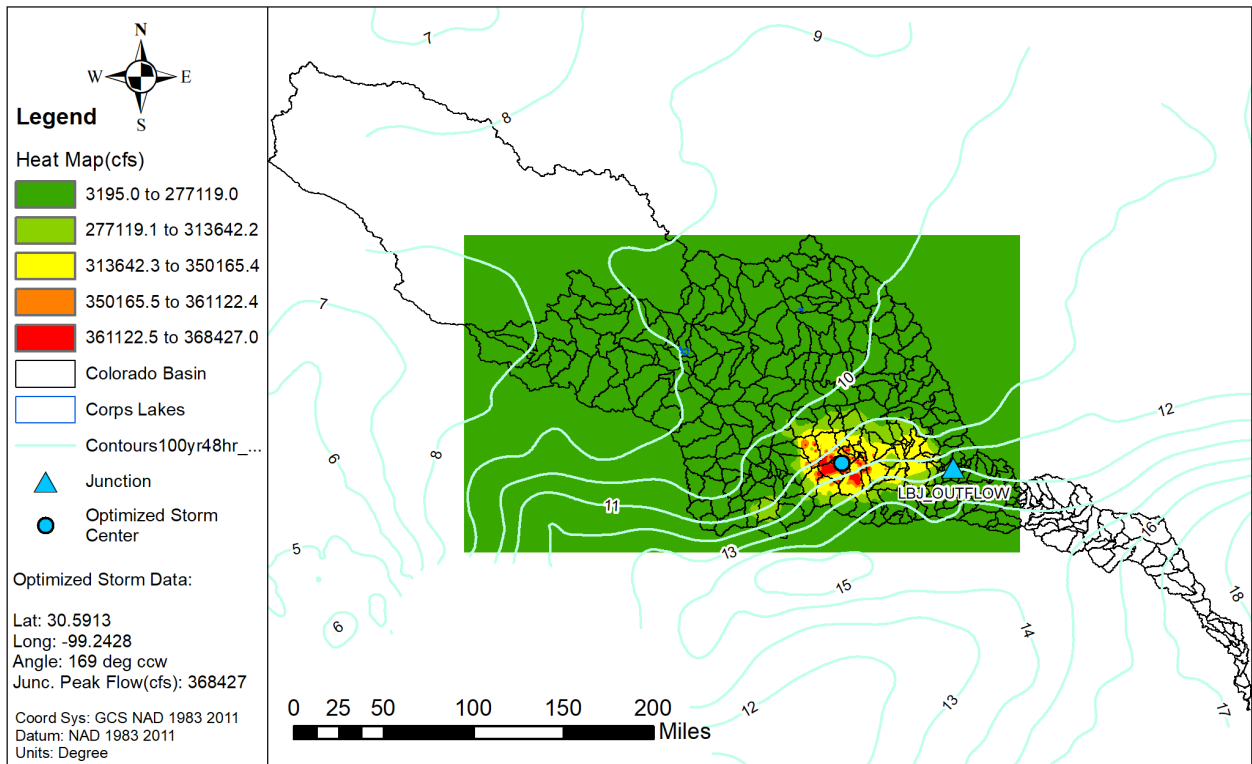 N
W
E
S
Legend
Heat Map(cfs)
3195.0 to 277119.0
277119.1 to 313642.2
313642.3 to 350165.4
350165.5 to 361122.4
361122.5 to 368427.0
Colorado Basin
Corps Lakes
Contours100yr48hr_...
Junction
Optimized Storm
Center
Optimized Storm Data:
Lat: 30.5913
Long: -99.2428
Angle: 169 deg ccw
Junc. Peak Flow(cfs): 368427
Coord Sys: GCS NAD 1983 2011
Datum: NAD 1983 2011
Units: Degree
7
9
8
7
6
8
10
12
11
LBJ_OUTFLOW
13
16
5
15
6
18
14
13
12
17
0 25 50 100 150 200
Miles